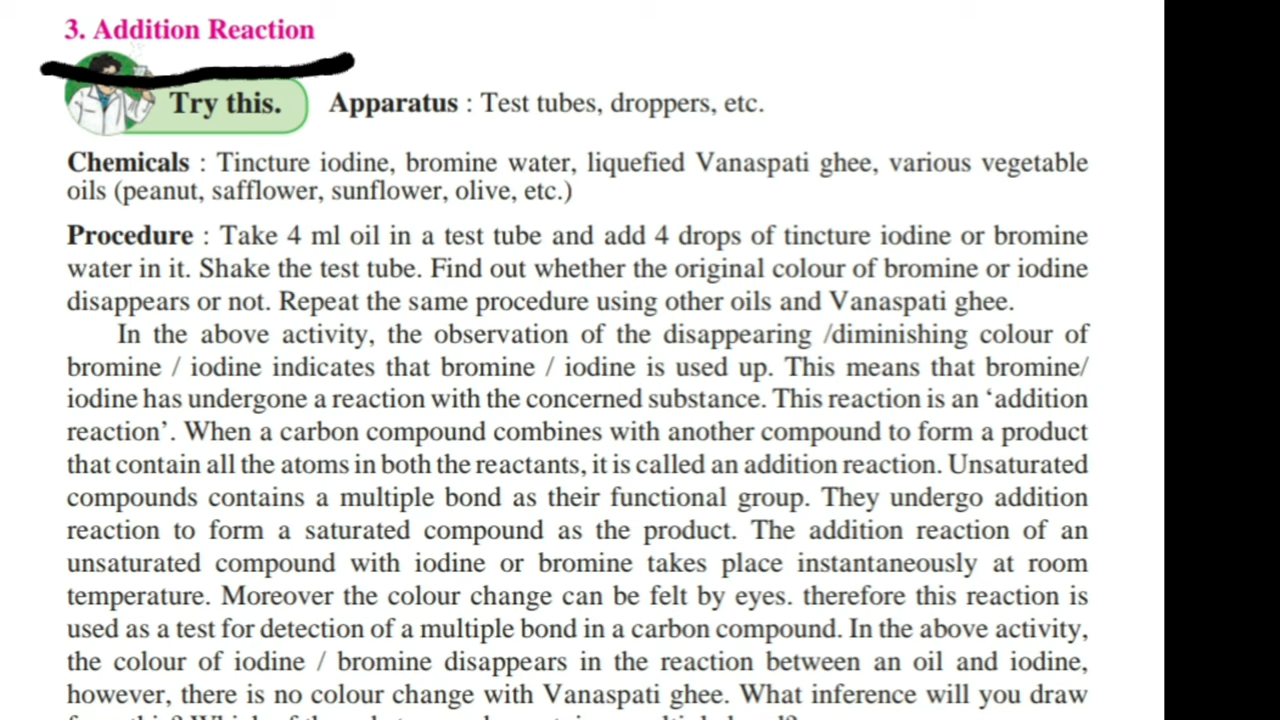 3. Addition Reaction
Try this. Apparatus : Test tubes, droppers, etc.
Chemicals : Tincture iodine, bromine water, liquefied Vanaspati ghee, various vegetable
oils (peanut, safflower, sunflower, olive, etc.)
Procedure : Take 4 ml oil in a test tube and add 4 drops of tincture iodine or bromine
water in it. Shake the test tube. Find out whether the original colour of bromine or iodine
disappears or not. Repeat the same procedure using other oils and Vanaspati ghee.
In the above activity, the observation of the disappearing /diminishing colour of
bromine / iodine indicates that bromine / iodine is used up. This means that bromine/
iodine has undergone a reaction with the concerned substance. This reaction is an ‘addition
reaction’. When a carbon compound combines with another compound to form a product
that contain all the atoms in both the reactants, it is called an addition reaction. Unsaturated
compounds contains a multiple bond as their functional group. They undergo addition
reaction to form a saturated compound as the product. The addition reaction of an
unsaturated compound with iodine or bromine takes place instantaneously at room
temperature. Moreover the colour change can be felt by eyes. therefore this reaction is
used as a test for detection of a multiple bond in a carbon compound. In the above activity,
the colour of iodine / bromine disappears in the reaction between an oil and iodine,
however, there is no colour change with Vanaspati ghee. What inference will you draw